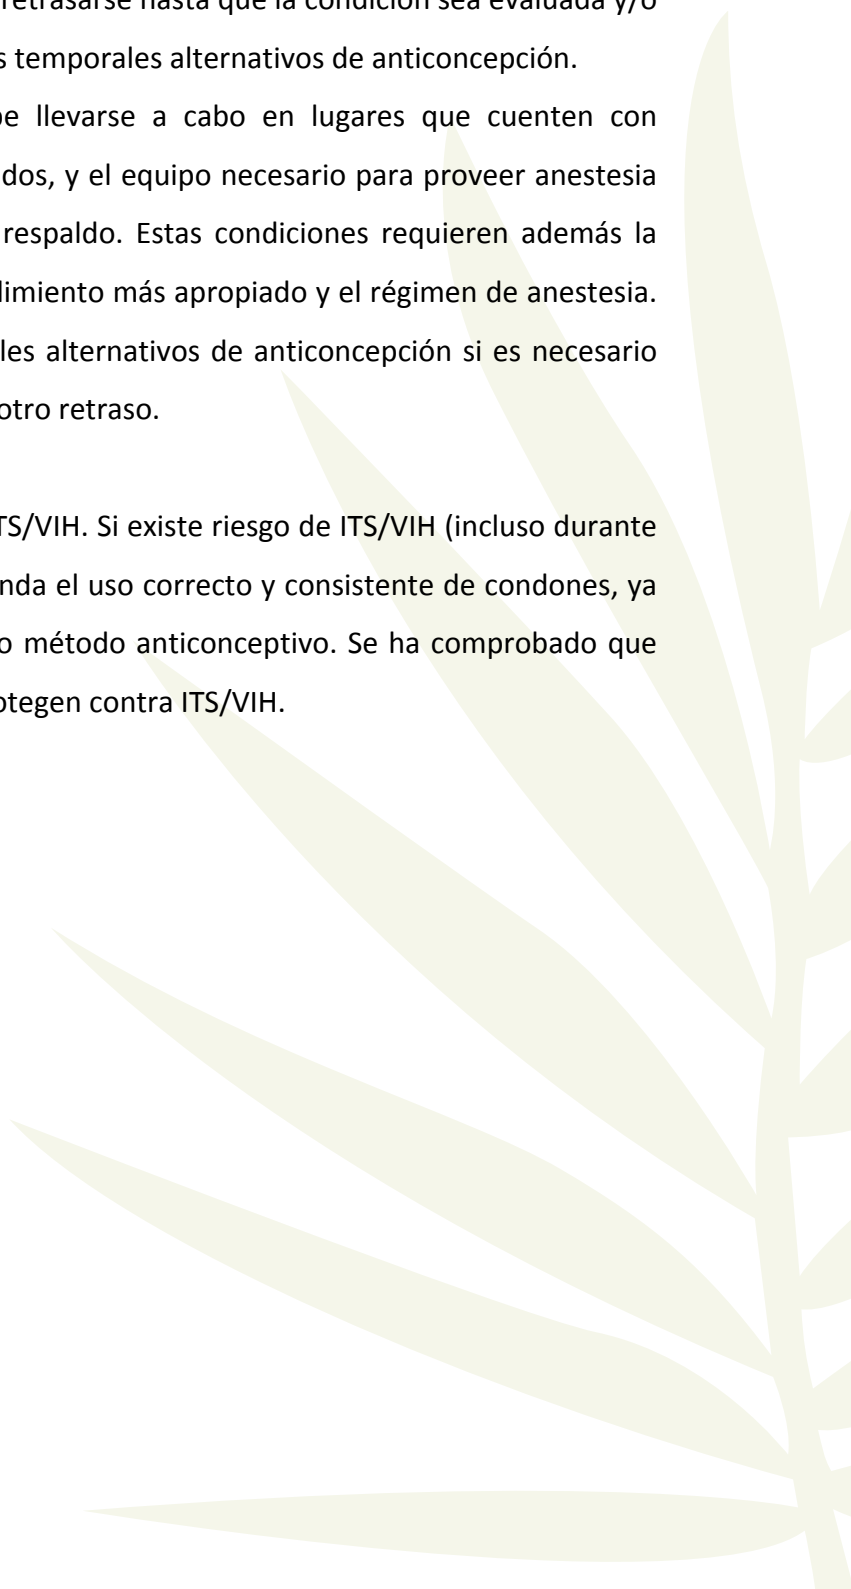 retrasarse hasta que la condición sea evaluada y/o
s temporales alternativos de anticoncepción.
be llevarse a cabo en lugares que cuenten con
dos, y el equipo necesario para proveer anestesia
respaldo. Estas condiciones requieren además la
limiento más apropiado y el régimen de anestesia.
les alternativos de anticoncepción si es necesario
otro retraso.
TS/VIH. Si existe riesgo de ITS/VIH (incluso durante
nda el uso correcto y consistente de condones, ya
o método anticonceptivo. Se ha comprobado que
otegen contra ITS/VIH.